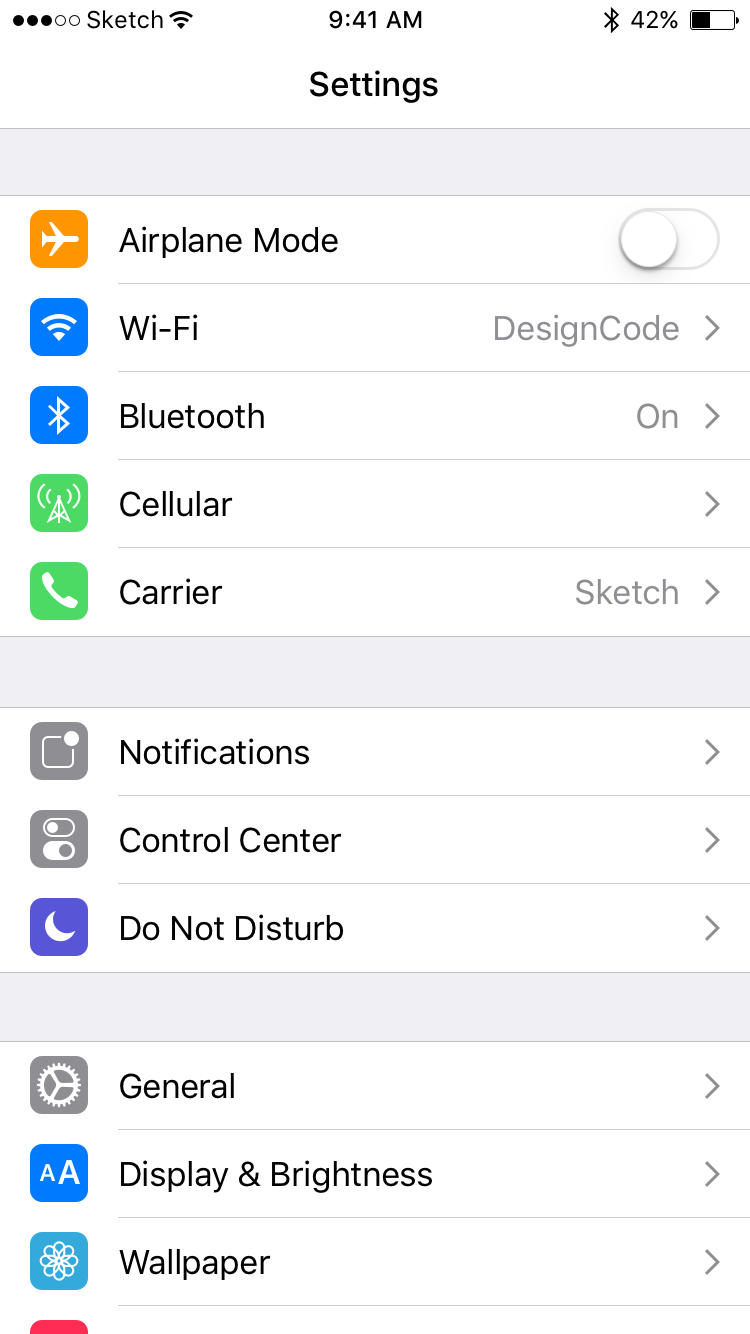 Sketch 9:41 AM 42%
Settings
Airplane Mode
Wi-Fi DesignCode
Bluetooth On
Cellular
Carrier Sketch
Notifications
Control Center
Do Not Disturb
General
AA Display & Brightness
Wallpaper